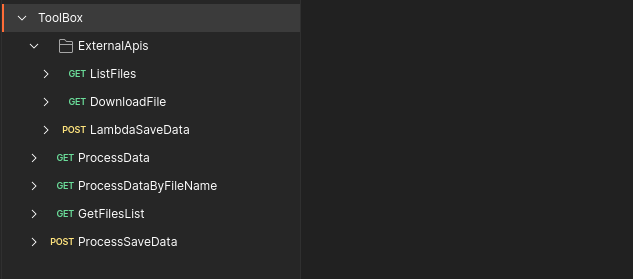 ToolBox
ExternalApis
GET ListFiles
GET DownloadFile
POST LambdaSaveData
GET ProcessData
GET ProcessDataByFileName
GET GetFilesList
POST ProcessSaveData